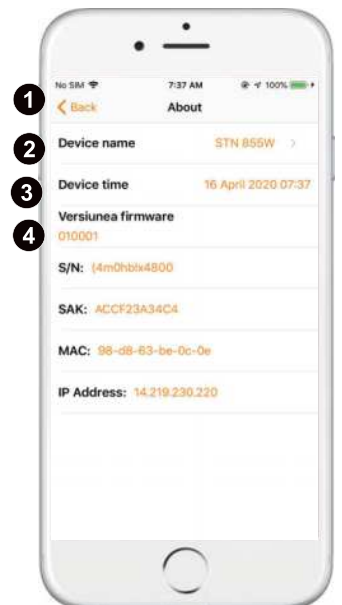 No SIM 7:37 AM 100%
1 Back About
2 Device name STN 855W
3 Device time 16 April 2020 07:37
Versiunea firmware
4 010001
S/N: (4m0hblx4800
SAK: ACCF23A34C4
MAC: 98-d8-63-be-0c-0e
IP Address: 14.219.230.220